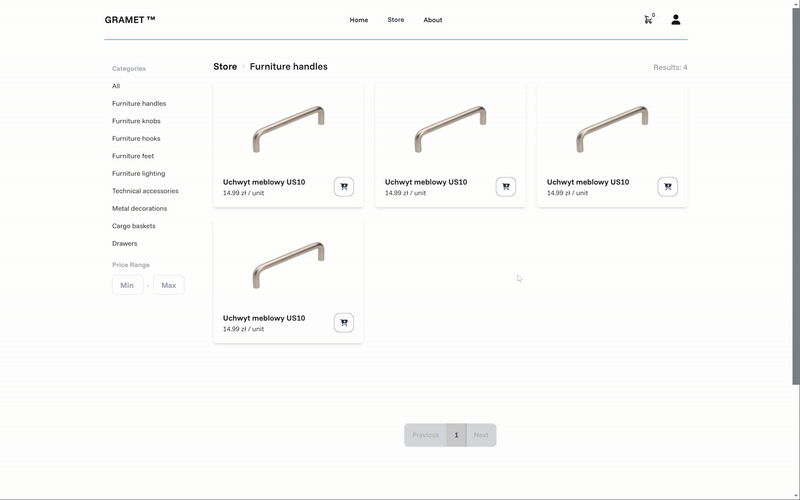 GRAMET ™
Home Store About
0
Categories
All
Furniture handles
Furniture knobs
Furniture hooks
Furniture feet
Furniture lighting
Technical accessories
Metal decorations
Cargo baskets
Drawers
Price Range
Min - Max
Store › Furniture handles
Results: 4
Uchwyt meblowy US10
14.99 zł / unit
Uchwyt meblowy US10
14.99 zł / unit
Uchwyt meblowy US10
14.99 zł / unit
Uchwyt meblowy US10
14.99 zł / unit
Previous 1 Next